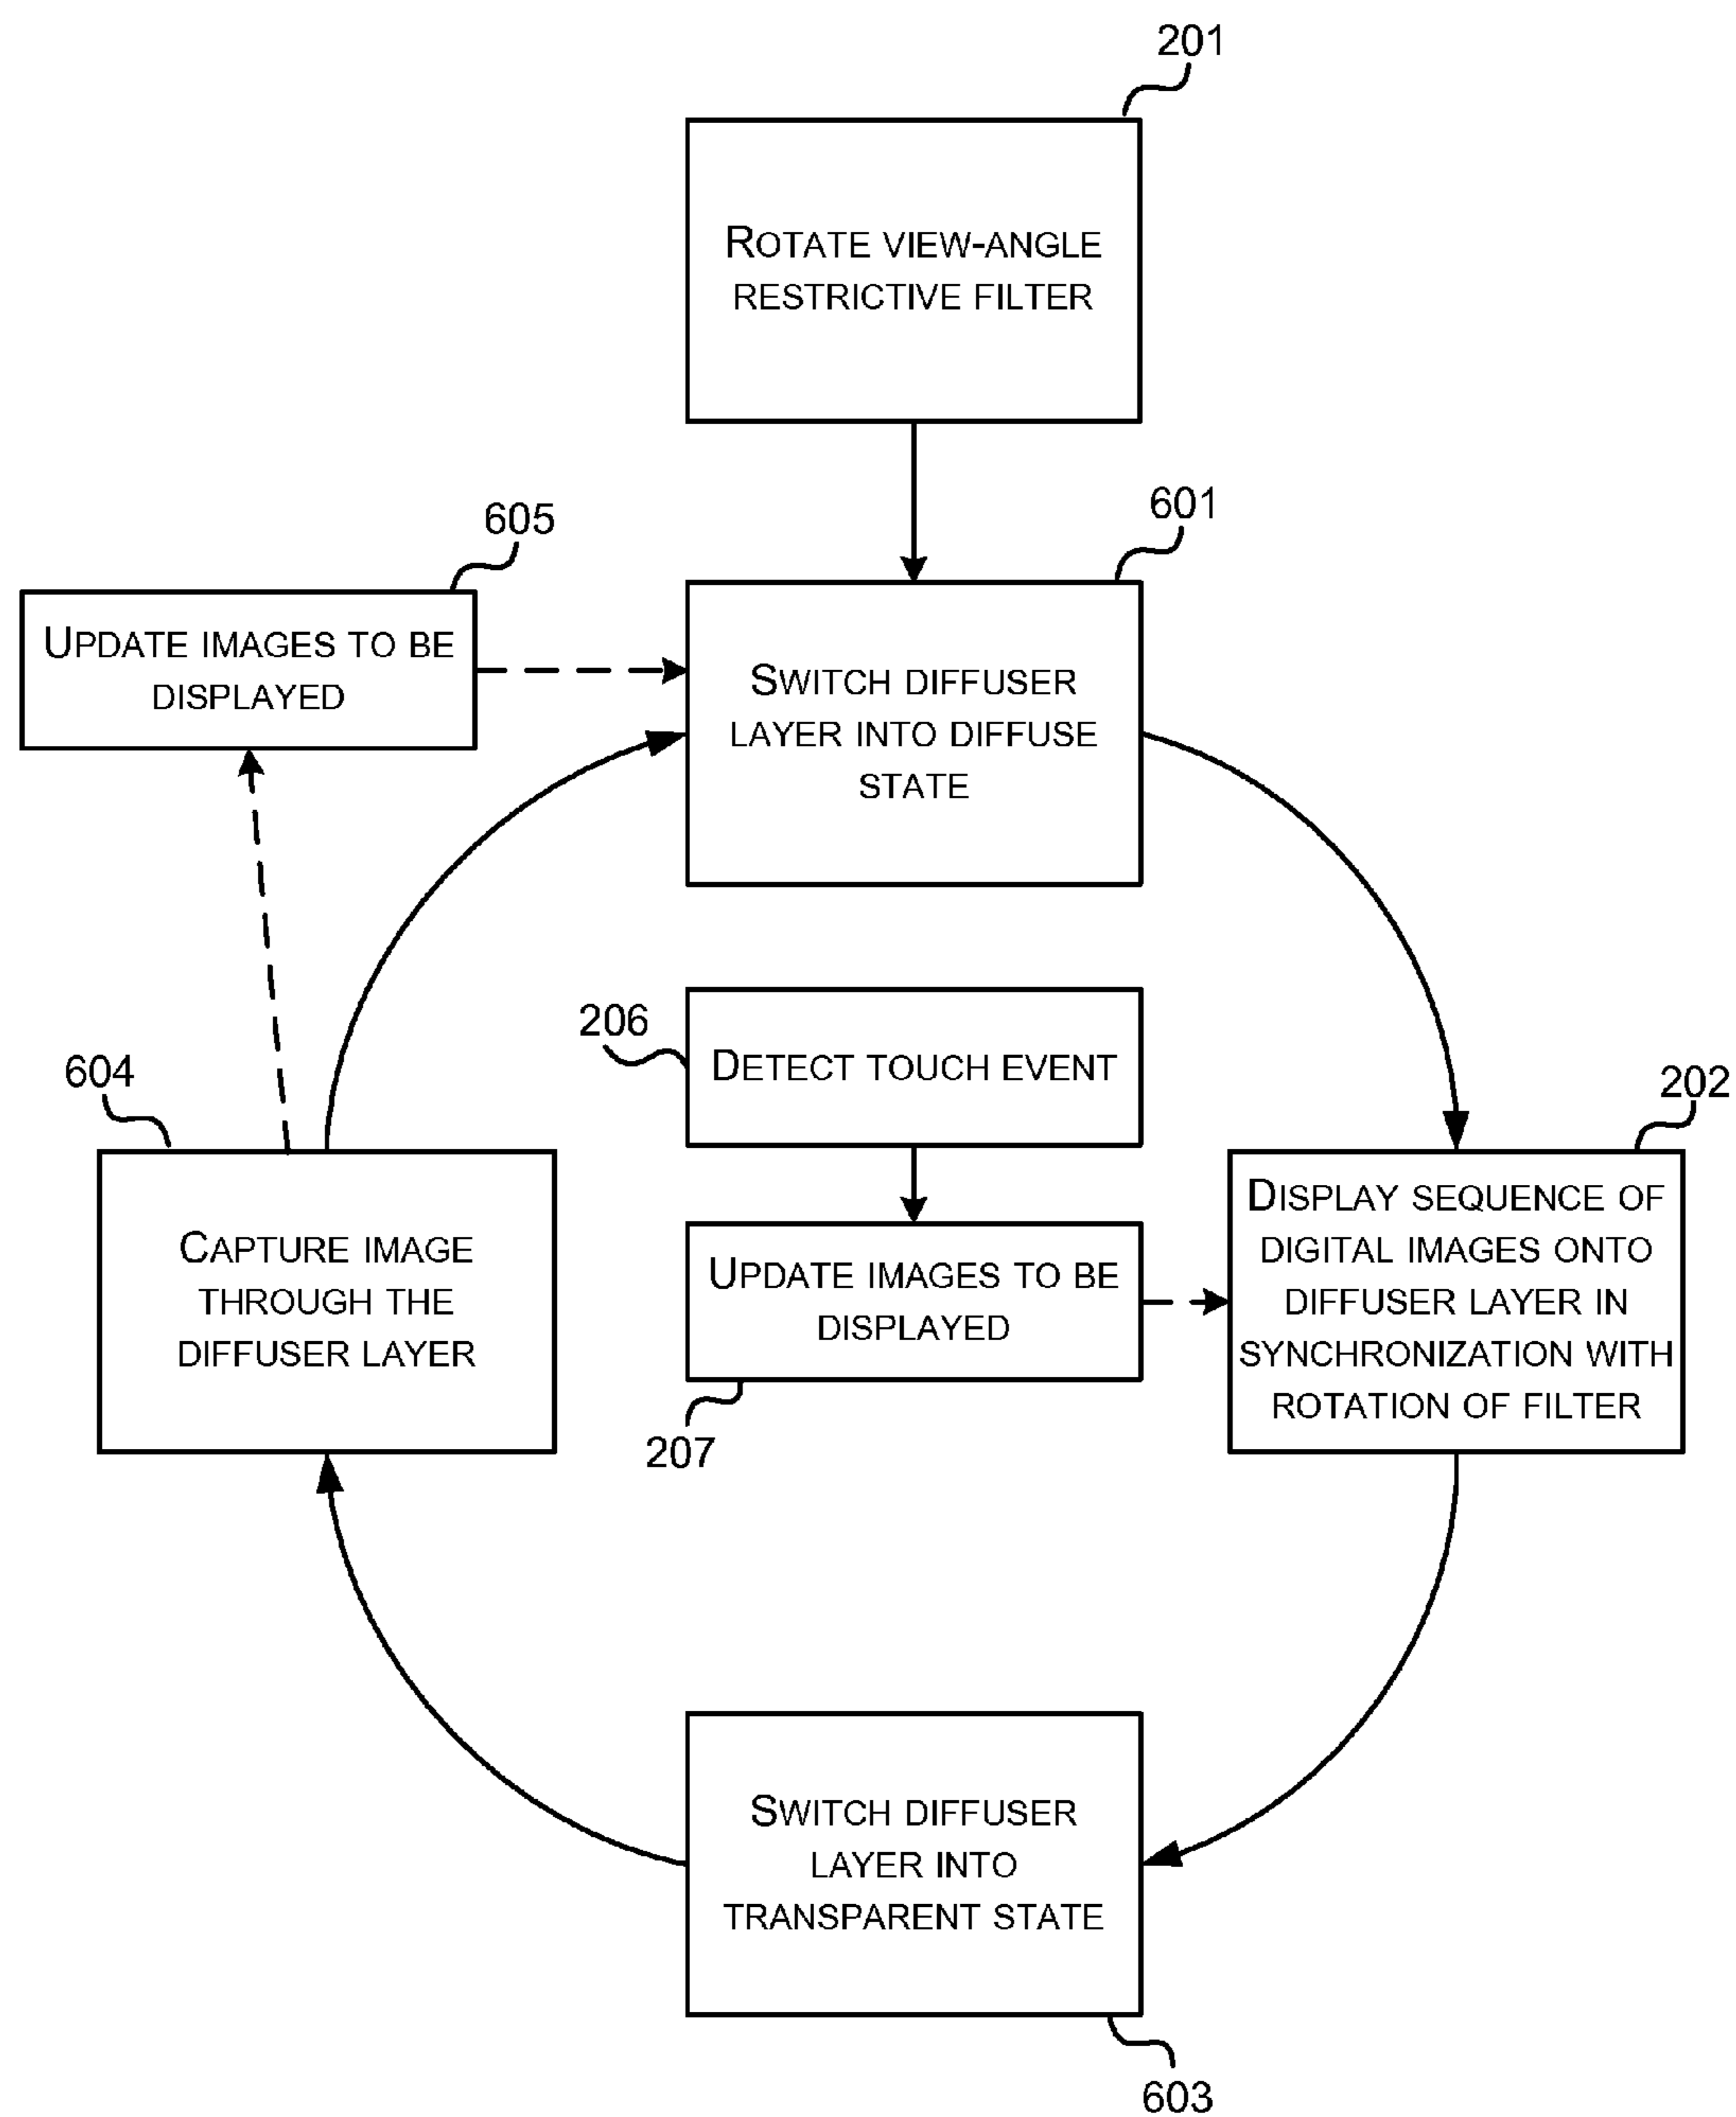 201
ROTATE VIEW-ANGLE
RESTRICTIVE FILTER
601
SWITCH DIFFUSER
LAYER INTO DIFFUSE
STATE
605
UPDATE IMAGES TO BE
DISPLAYED
206
DETECT TOUCH EVENT
207
UPDATE IMAGES TO BE
DISPLAYED
202
DISPLAY SEQUENCE OF
DIGITAL IMAGES ONTO
DIFFUSER LAYER IN
SYNCHRONIZATION WITH
ROTATION OF FILTER
604
CAPTURE IMAGE
THROUGH THE
DIFFUSER LAYER
SWITCH DIFFUSER
LAYER INTO
TRANSPARENT STATE
603